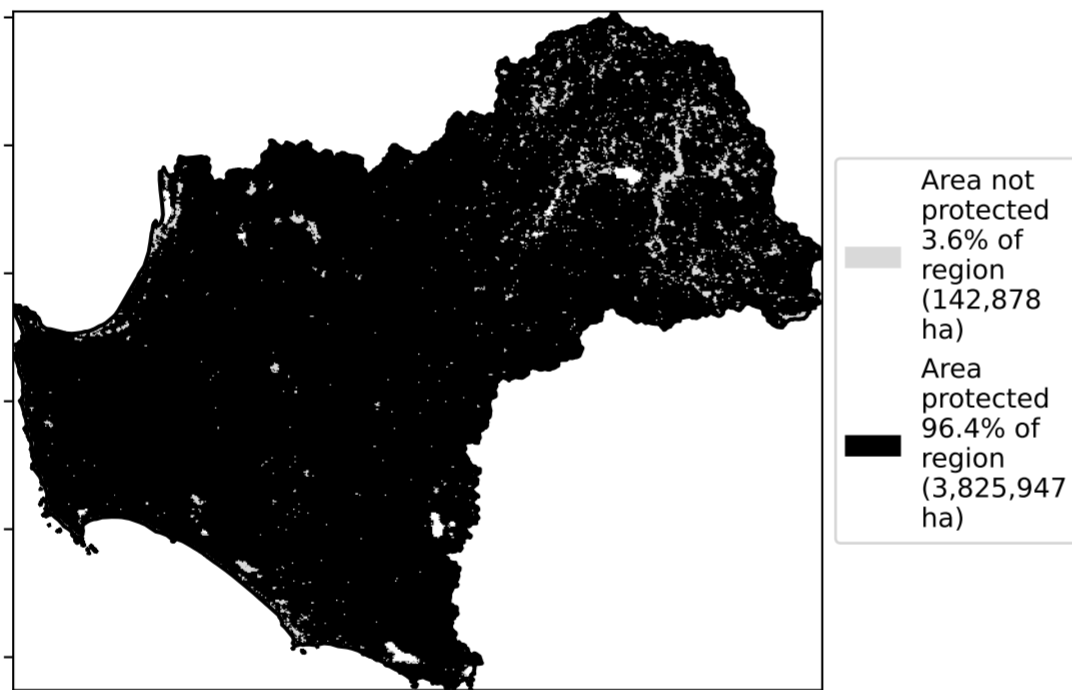 Area not
protected
3.6% of
region
(142,878
ha)
Area
protected
96.4% of
region
(3,825,947
ha)